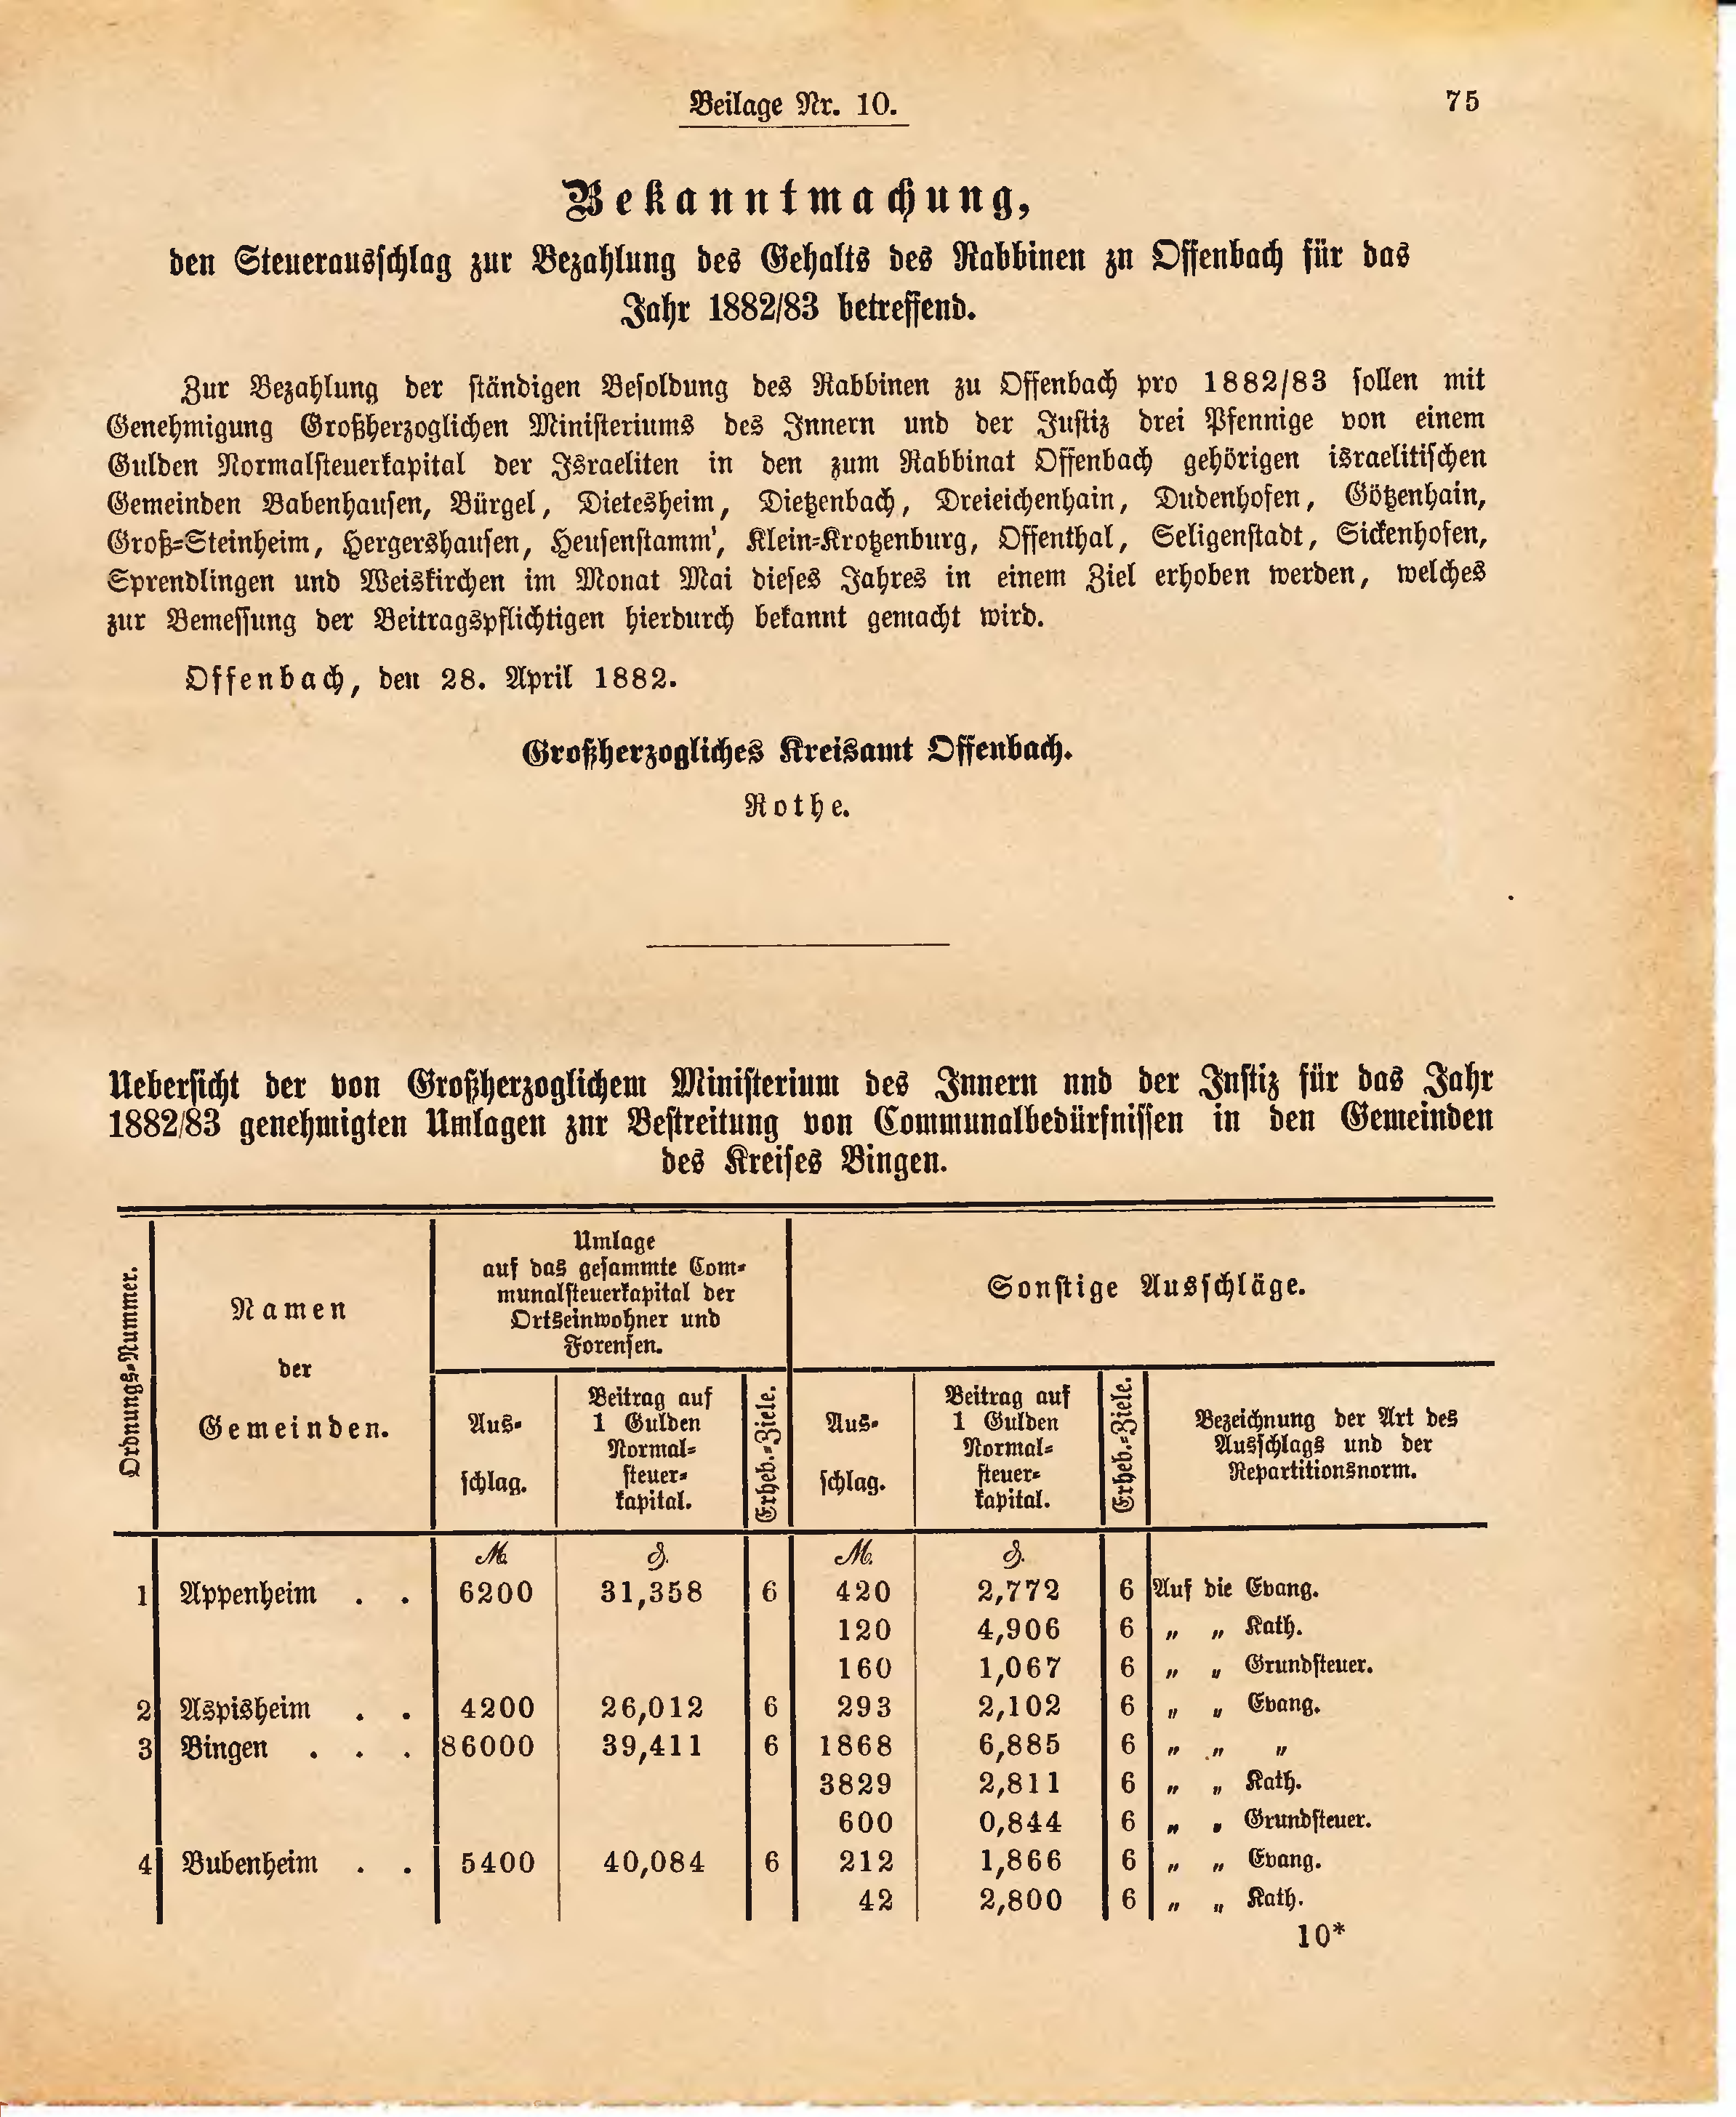 Beilage Nr. 10.
75
Bekanntmachung,
den Steuerausschlag zur Bezahlung des Gehalts des Rabbinen zu Offenbach für das
Jahr 1882/83 betreffend.
Zur Bezahlung der ständigen Besoldung des Rabbinen zu Offenbach pro 1882/83 sollen mit
Genehmigung Großherzoglichen Ministeriums des Innern und der Justiz drei Pfennige von einem
Gulden Normalsteuerkapital der Israeliten in den zum Rabbinat Offenbach gehörigen israelitischen
Gemeinden Babenhausen, Bürgel, Dietesheim, Dietzenbach, Dreieichenhain, Dudenhofen, Götzenhain,
Groß-Steinheim, Hergershausen, Heusenstamm', Klein-Krotzenburg, Offenthal, Seligenstadt, Sickenhofen,
Sprendlingen und Weiskirchen im Monat Mai dieses Jahres in einem Ziel erhoben werden, welches
zur Bemessung der Beitragspflichtigen hierdurch bekannt gemacht wird.
Offenbach, den 28. April 1882.
Großherzogliches Kreisamt Offenbach.
Rothe.
Uebersicht der von Großherzoglichem Ministerium des Innern und der Justiz für das Jahr
1882/83 genehmigten Umlagen zur Bestreitung von Communalbedürfnissen in den Gemeinden
des Kreises Bingen.
Ordnungs-Nummer.
Namen
der
Gemeinden.
Umlage
auf das gesammte Com-
munalsteuerkapital der
Ortseinwohner und
Forensen.
Sonstige Ausschläge.
Aus-
schlag.
Beitrag auf
1 Gulden
Normal-
steuer-
kapital.
Erheb.-Ziele.
Aus-
schlag.
Beitrag auf
1 Gulden
Normal-
steuer-
kapital.
Erheb.-Ziele.
Bezeichnung der Art des
Ausschlags und der
Repartitionsnorm.
M. ₰. M. ₰.
1 Appenheim . . 6200 31,358 6 420 2,772 6 Auf die Evang.
120 4,906 6 „ „ Kath.
160 1,067 6 „ „ Grundsteuer.
2 Aspisheim . . 4200 26,012 6 293 2,102 6 „ „ Evang.
3 Bingen . . . 86000 39,411 6 1868 6,885 6 „ „ „
3829 2,811 6 „ „ Kath.
600 0,844 6 „ „ Grundsteuer.
4 Bubenheim . . 5400 40,084 6 212 1,866 6 „ „ Evang.
42 2,800 6 „ „ Kath.
10*